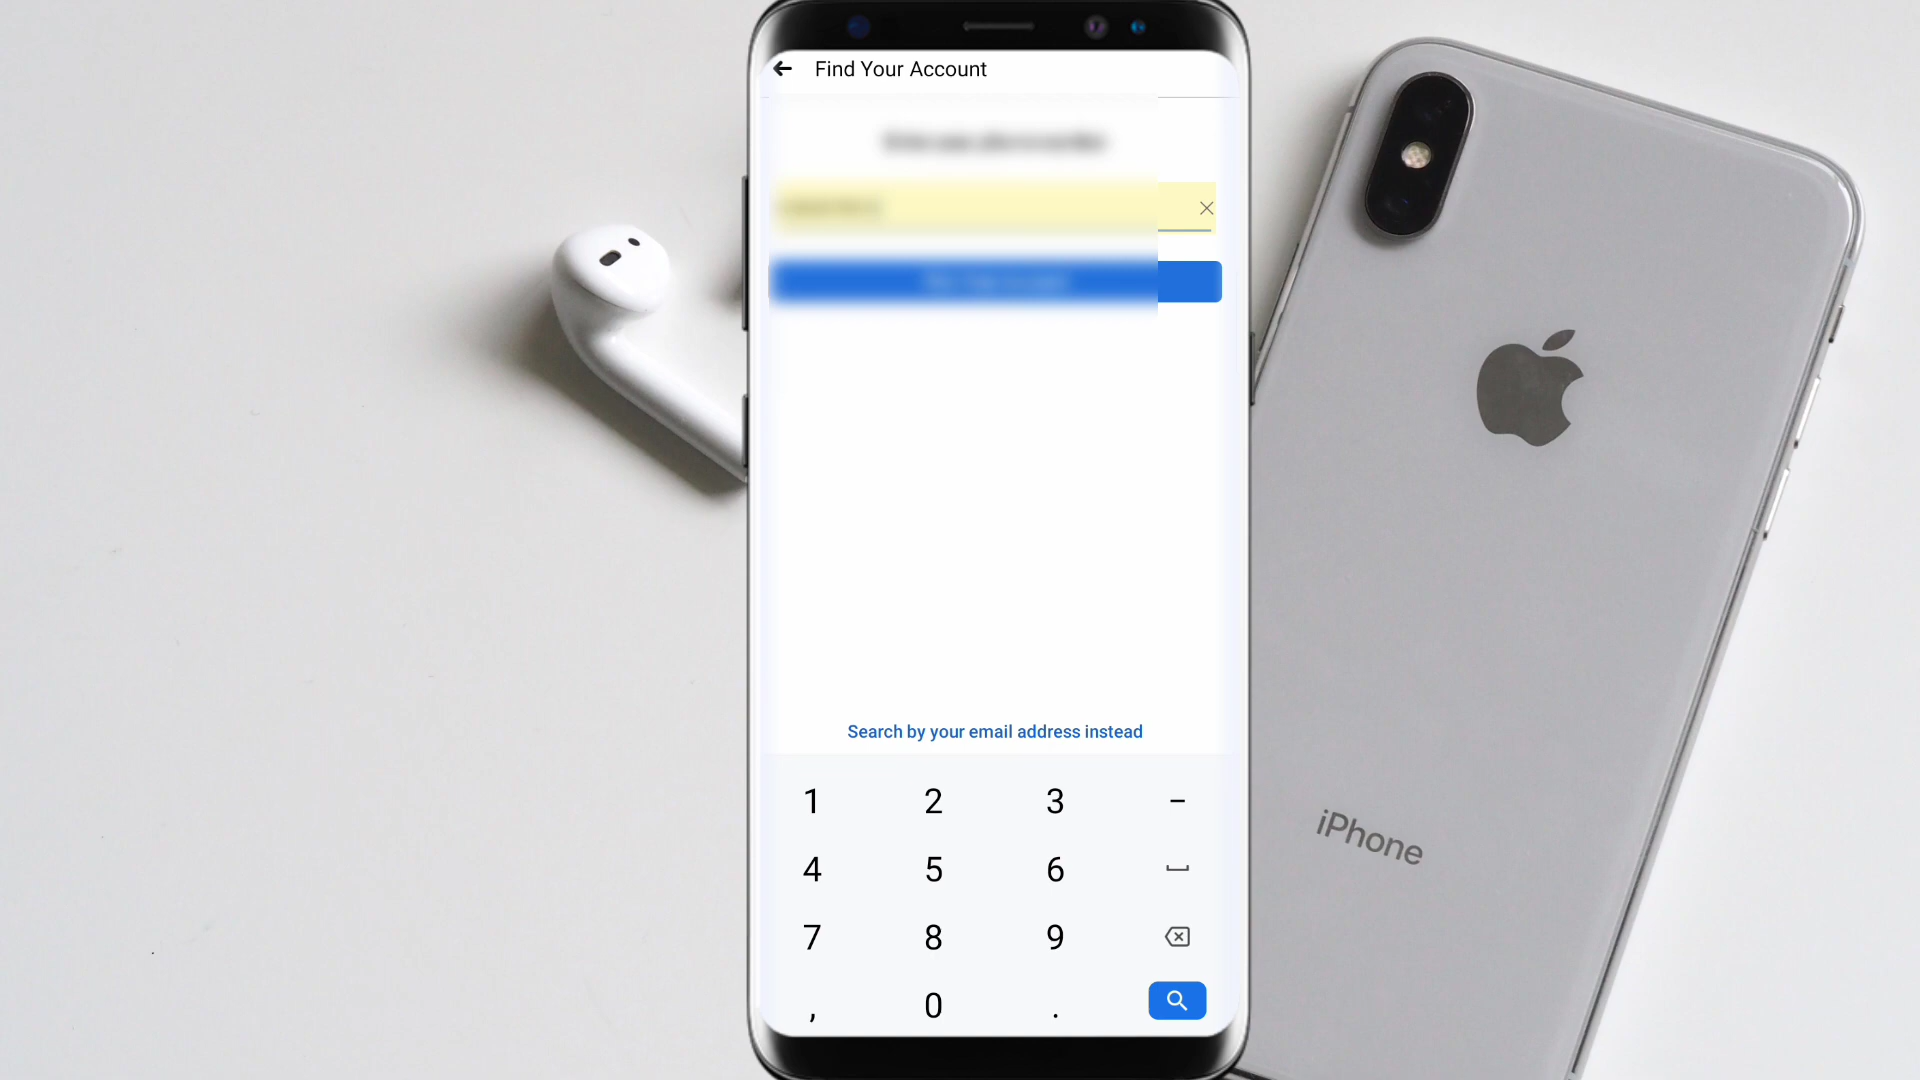 Find Your Account
Search by your email address instead
1 2 3 –
4 5 6
7 8 9
, 0 .
iPhone